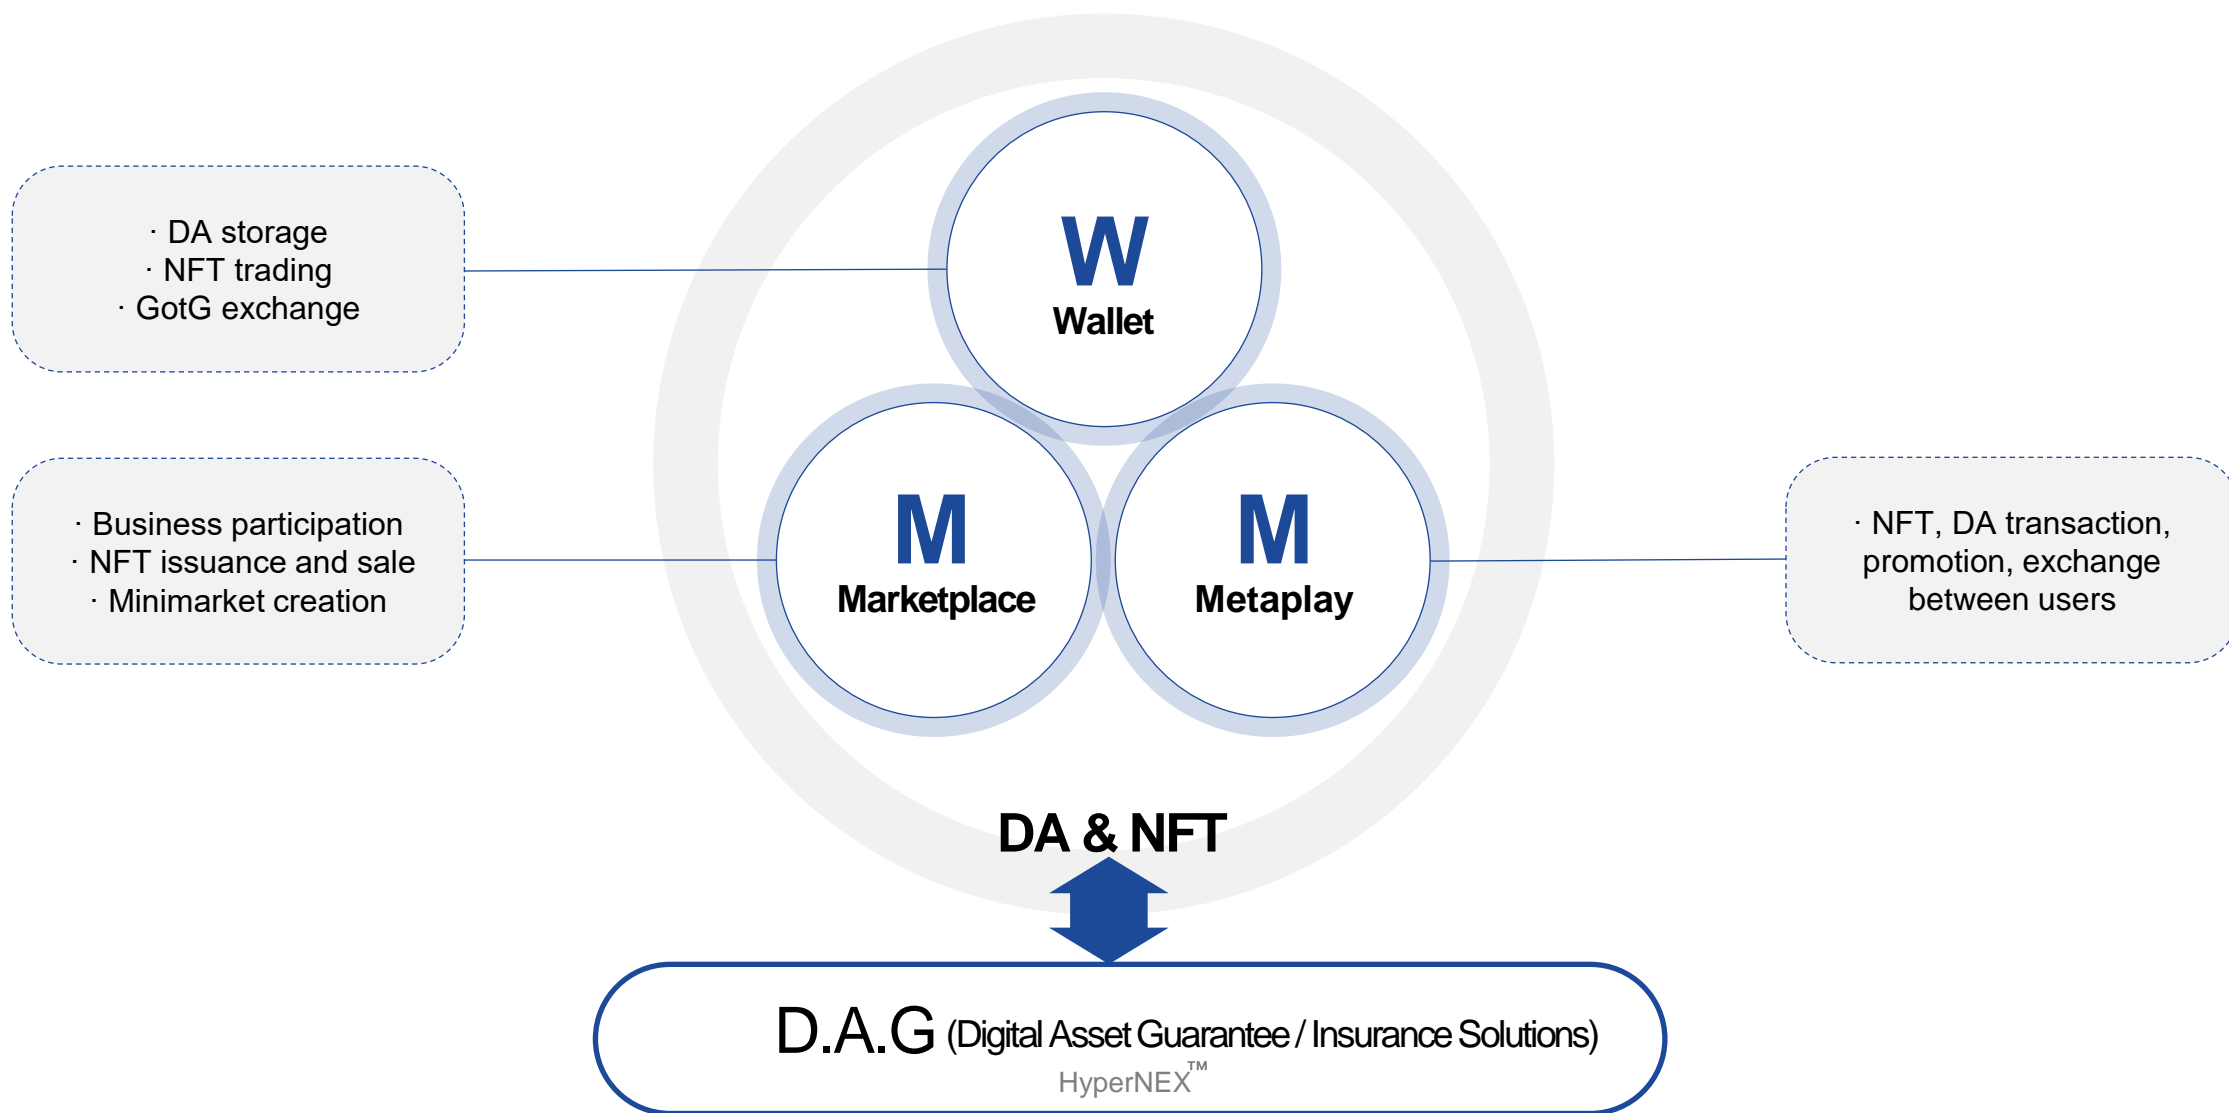 · DA storage
· NFT trading
· GotG exchange
W
Wallet
· Business participation
· NFT issuance and sale
· Minimarket creation
M
Marketplace
M
Metaplay
· NFT, DA transaction,
promotion, exchange
between users
DA & NFT
D.A.G (Digital Asset Guarantee / Insurance Solutions)
HyperNEX™